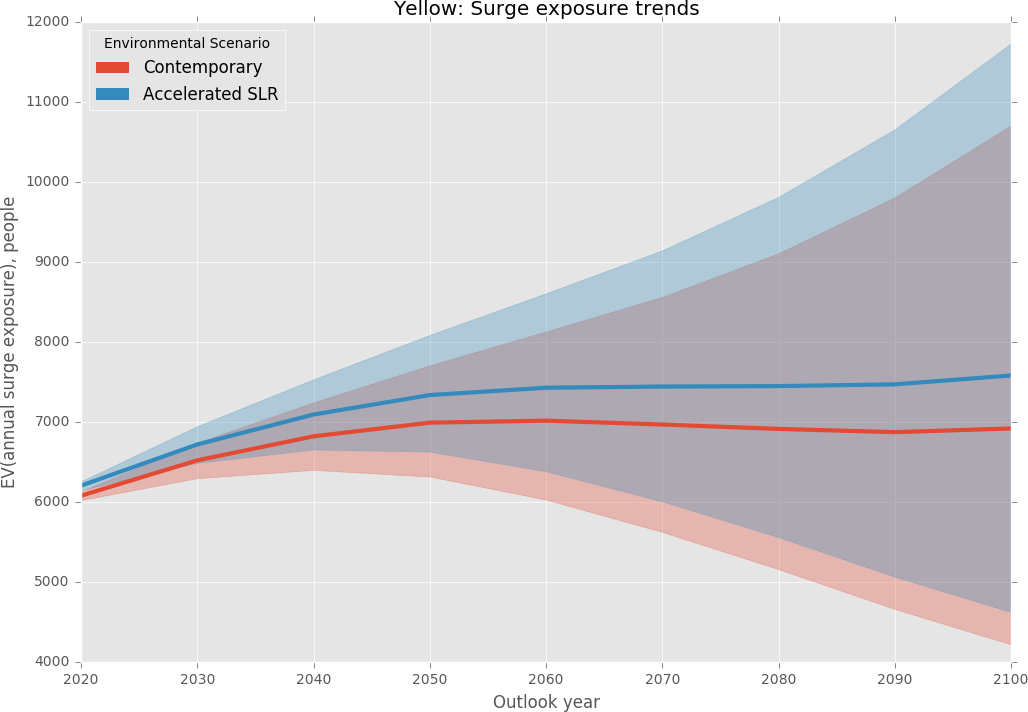 Yellow: Surge exposure trends
12000
11000
10000
9000
8000
7000
6000
5000
4000
EV(annual surge exposure), people
Environmental Scenario
Contemporary
Accelerated SLR
2020 2030 2040 2050 2060 2070 2080 2090 2100
Outlook year